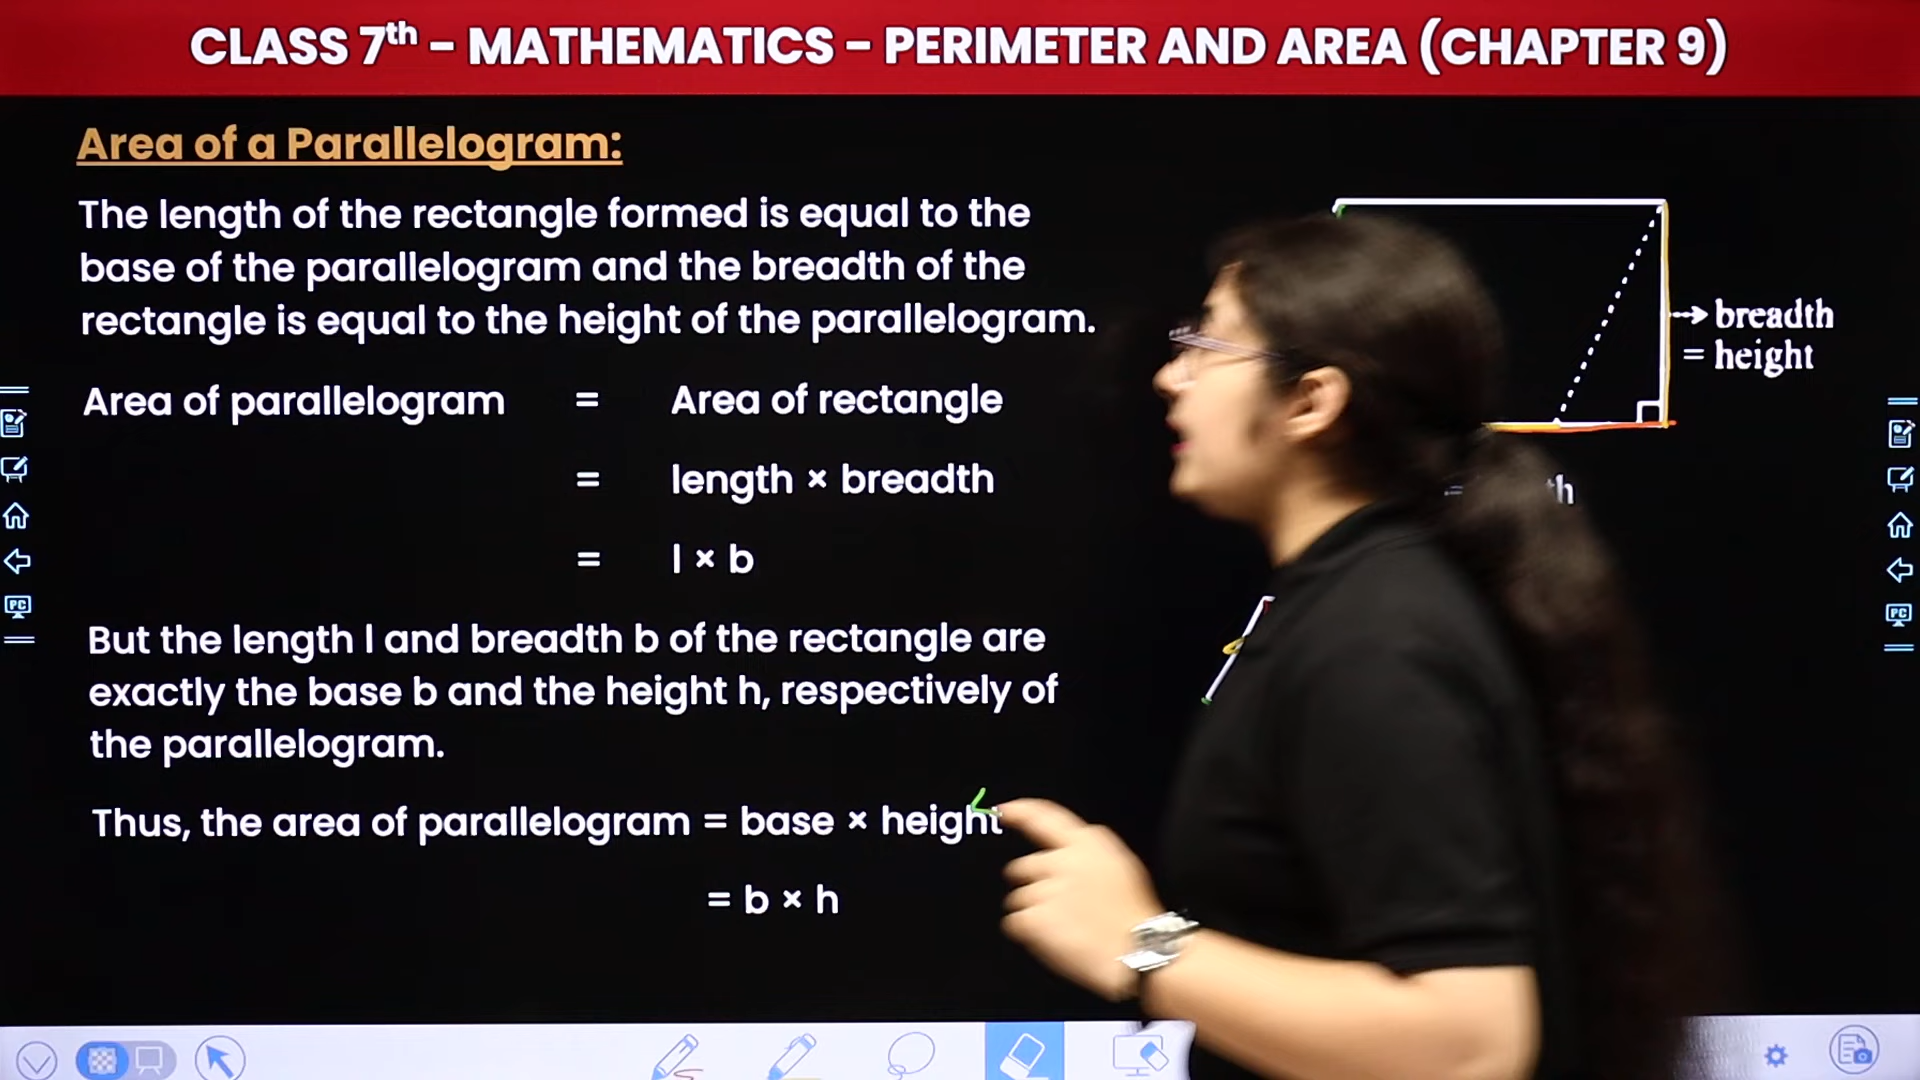 CLASS 7th - MATHEMATICS - PERIMETER AND AREA (CHAPTER 9)
Area of a Parallelogram:
The length of the rectangle formed is equal to the
base of the parallelogram and the breadth of the
rectangle is equal to the height of the parallelogram.
Area of parallelogram = Area of rectangle
= length × breadth
= l × b
But the length l and breadth b of the rectangle are
exactly the base b and the height h, respectively of
the parallelogram.
Thus, the area of parallelogram = base × height
= b × h
breadth
= height
PC
PC